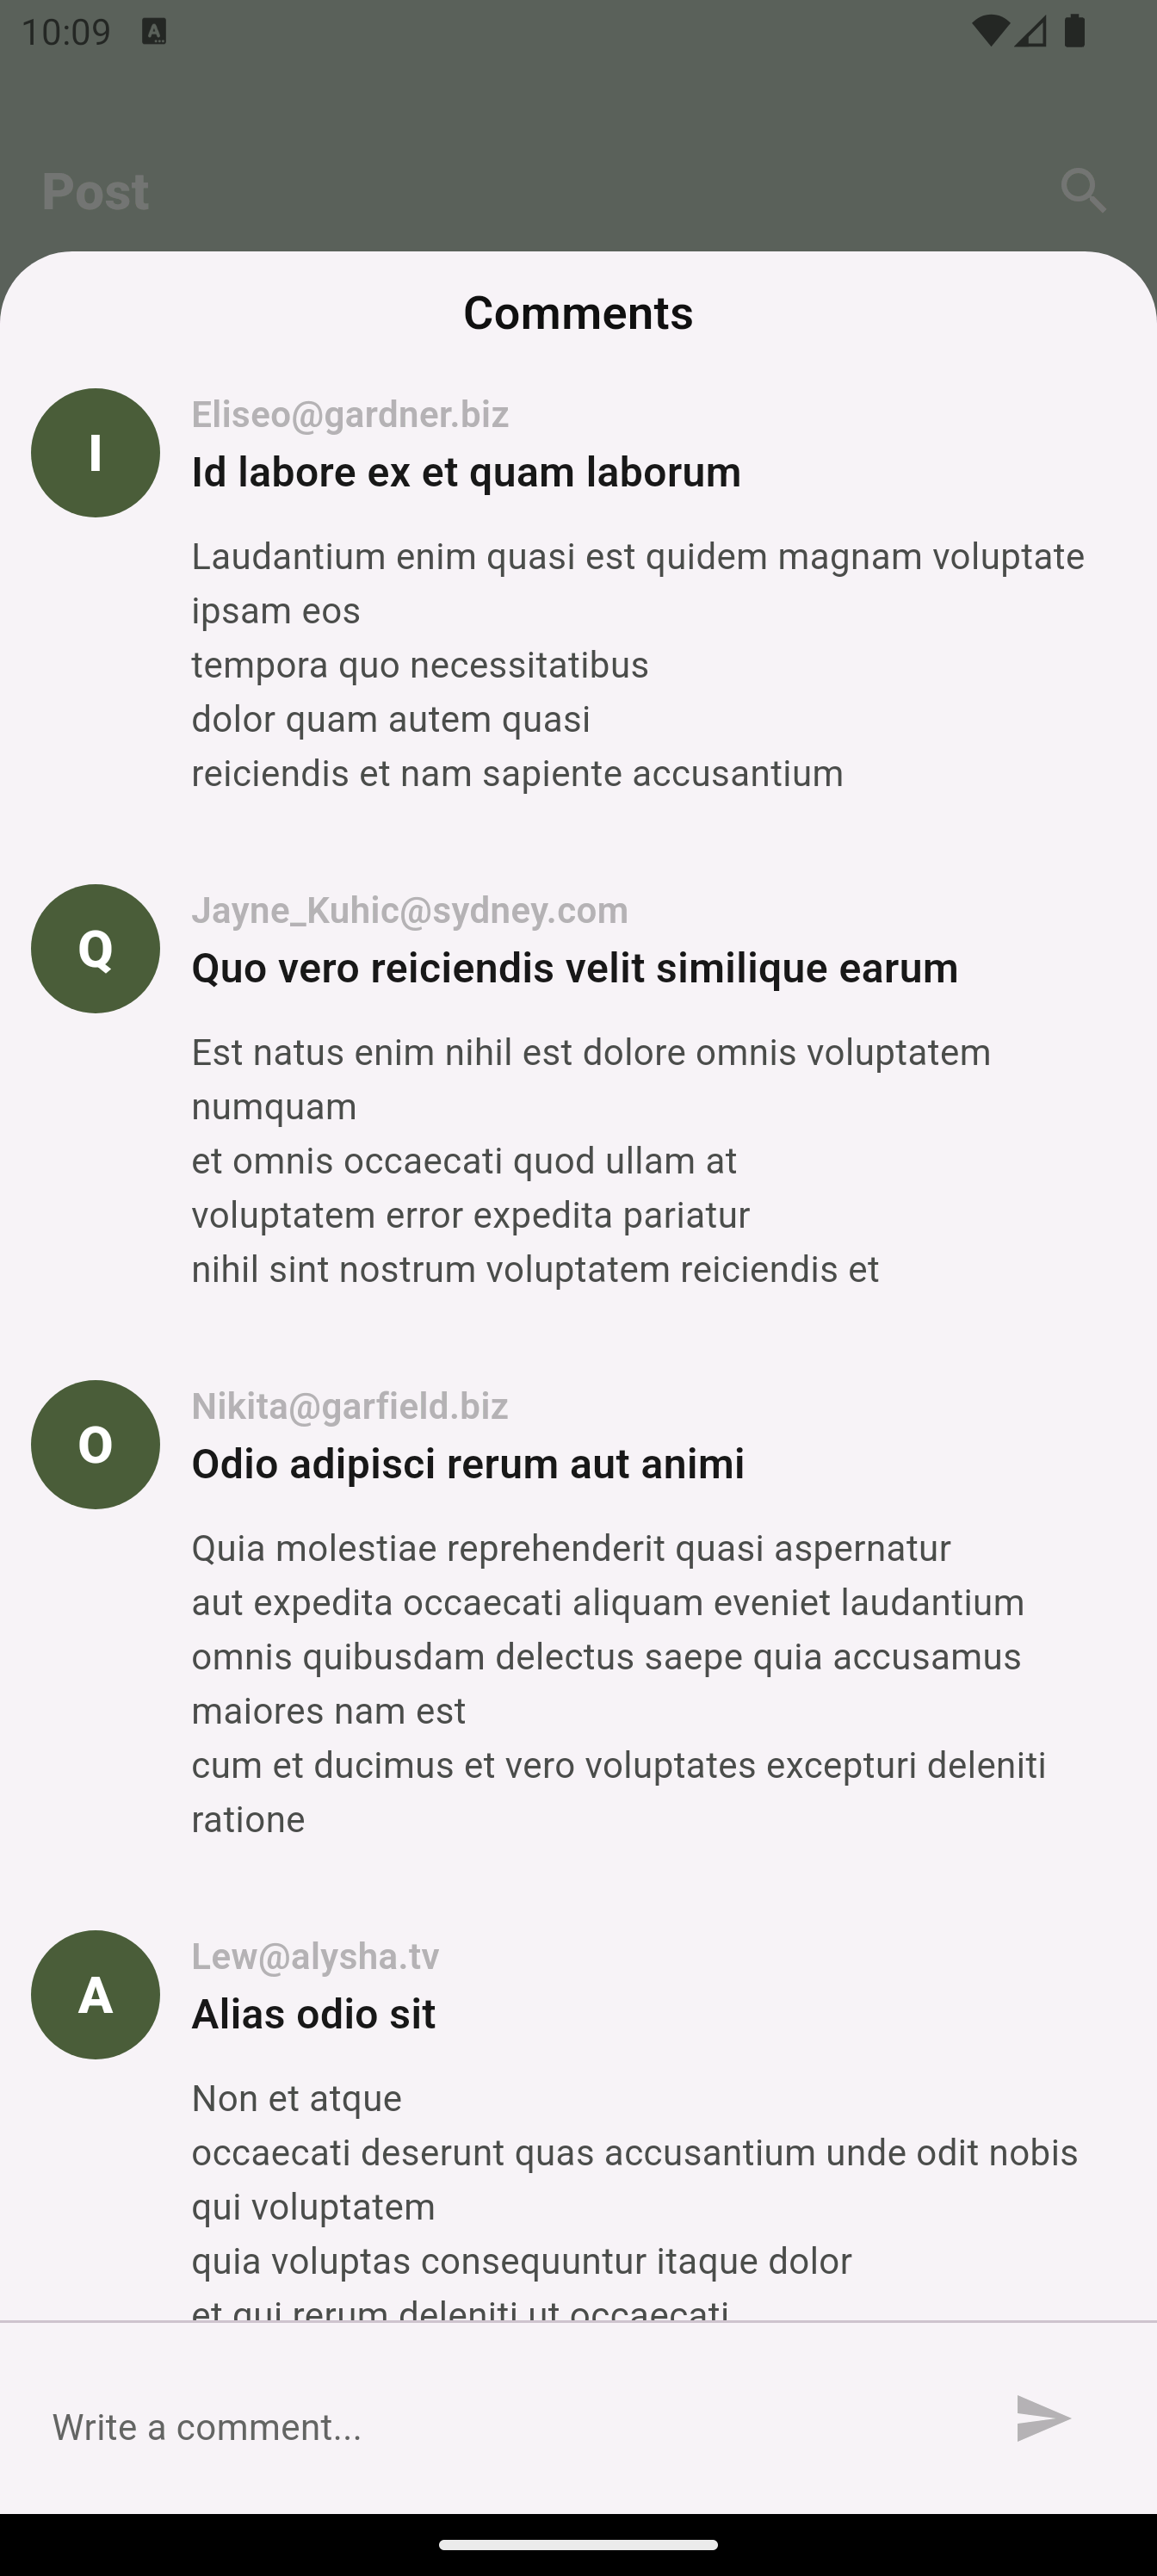 10:09
A
Post
Comments
I
Eliseo@gardner.biz
Id labore ex et quam laborum
Laudantium enim quasi est quidem magnam voluptate
ipsam eos
tempora quo necessitatibus
dolor quam autem quasi
reiciendis et nam sapiente accusantium
Q
Jayne_Kuhic@sydney.com
Quo vero reiciendis velit similique earum
Est natus enim nihil est dolore omnis voluptatem
numquam
et omnis occaecati quod ullam at
voluptatem error expedita pariatur
nihil sint nostrum voluptatem reiciendis et
O
Nikita@garfield.biz
Odio adipisci rerum aut animi
Quia molestiae reprehenderit quasi aspernatur
aut expedita occaecati aliquam eveniet laudantium
omnis quibusdam delectus saepe quia accusamus
maiores nam est
cum et ducimus et vero voluptates excepturi deleniti
ratione
A
Lew@alysha.tv
Alias odio sit
Non et atque
occaecati deserunt quas accusantium unde odit nobis
qui voluptatem
quia voluptas consequuntur itaque dolor
et qui rerum deleniti ut occaecati
Write a comment...